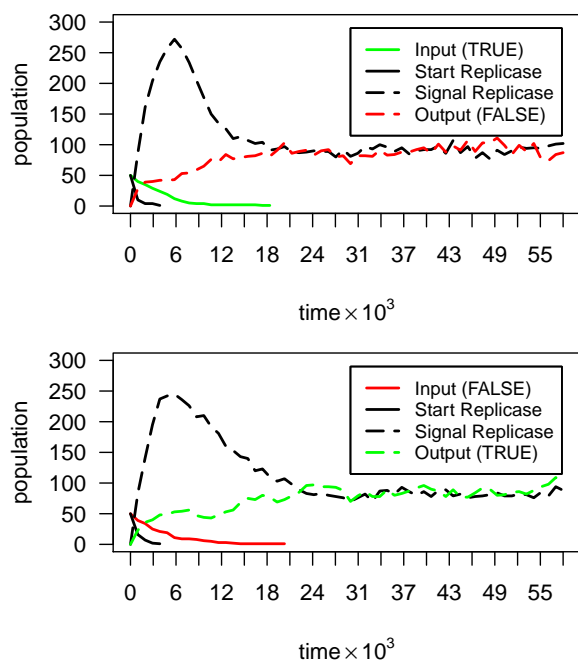 300
250
200
150
100
50
0
population
Input (TRUE)
Start Replicase
Signal Replicase
Output (FALSE)
0 6 12 18 24 30 37 43 49 55
time × 10³
300
250
200
150
100
50
0
population
Input (FALSE)
Start Replicase
Signal Replicase
Output (TRUE)
0 6 12 18 24 30 37 43 49 55
time × 10³